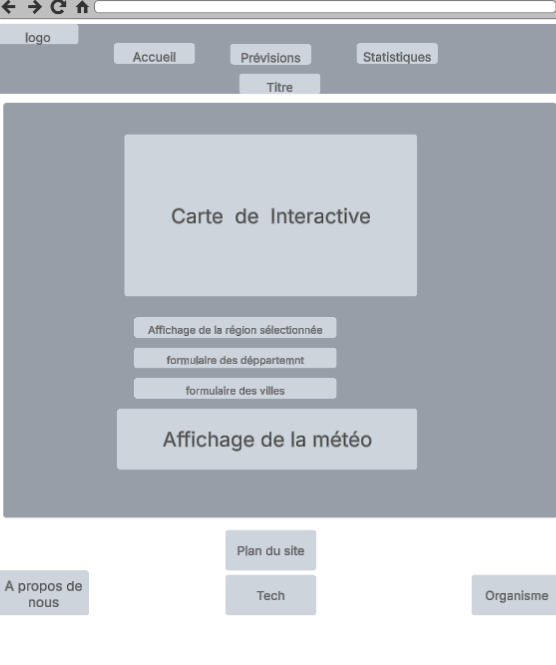 logo
Accueil
Prévisions
Statistiques
Titre
Carte de Interactive
Affichage de la région sélectionnée
formulaire des déppartemnt
formulaire des villes
Affichage de la météo
Plan du site
A propos de
nous
Tech
Organisme